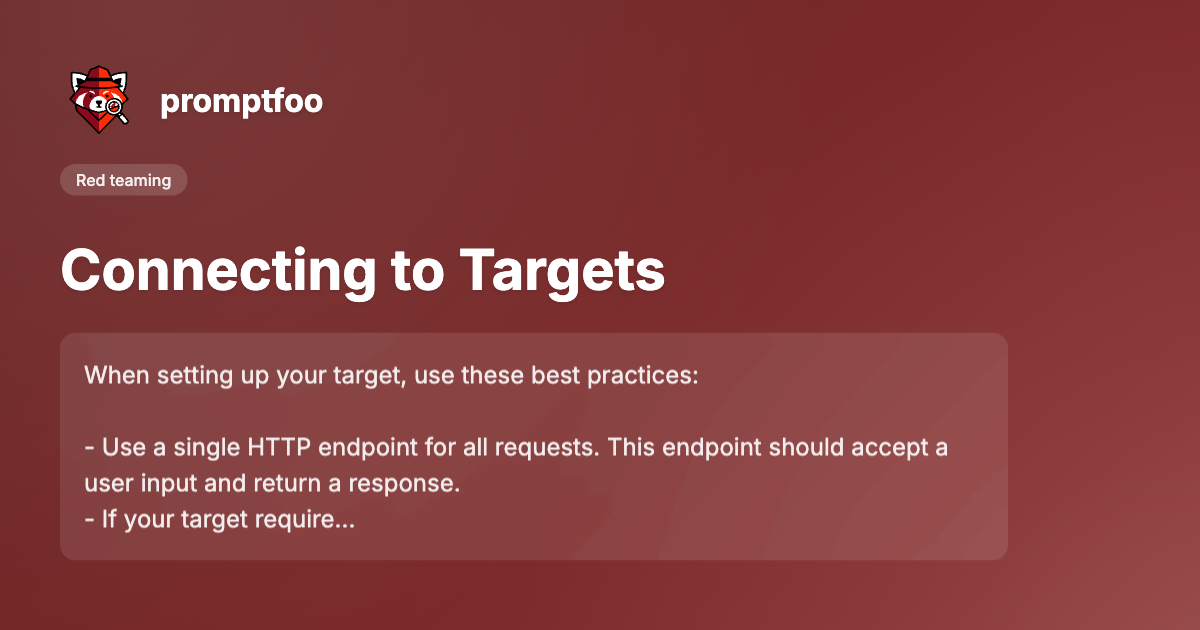 promptfoo
Red teaming
Connecting to Targets
When setting up your target, use these best practices:
- Use a single HTTP endpoint for all requests. This endpoint should accept a
user input and return a response.
- If your target require...